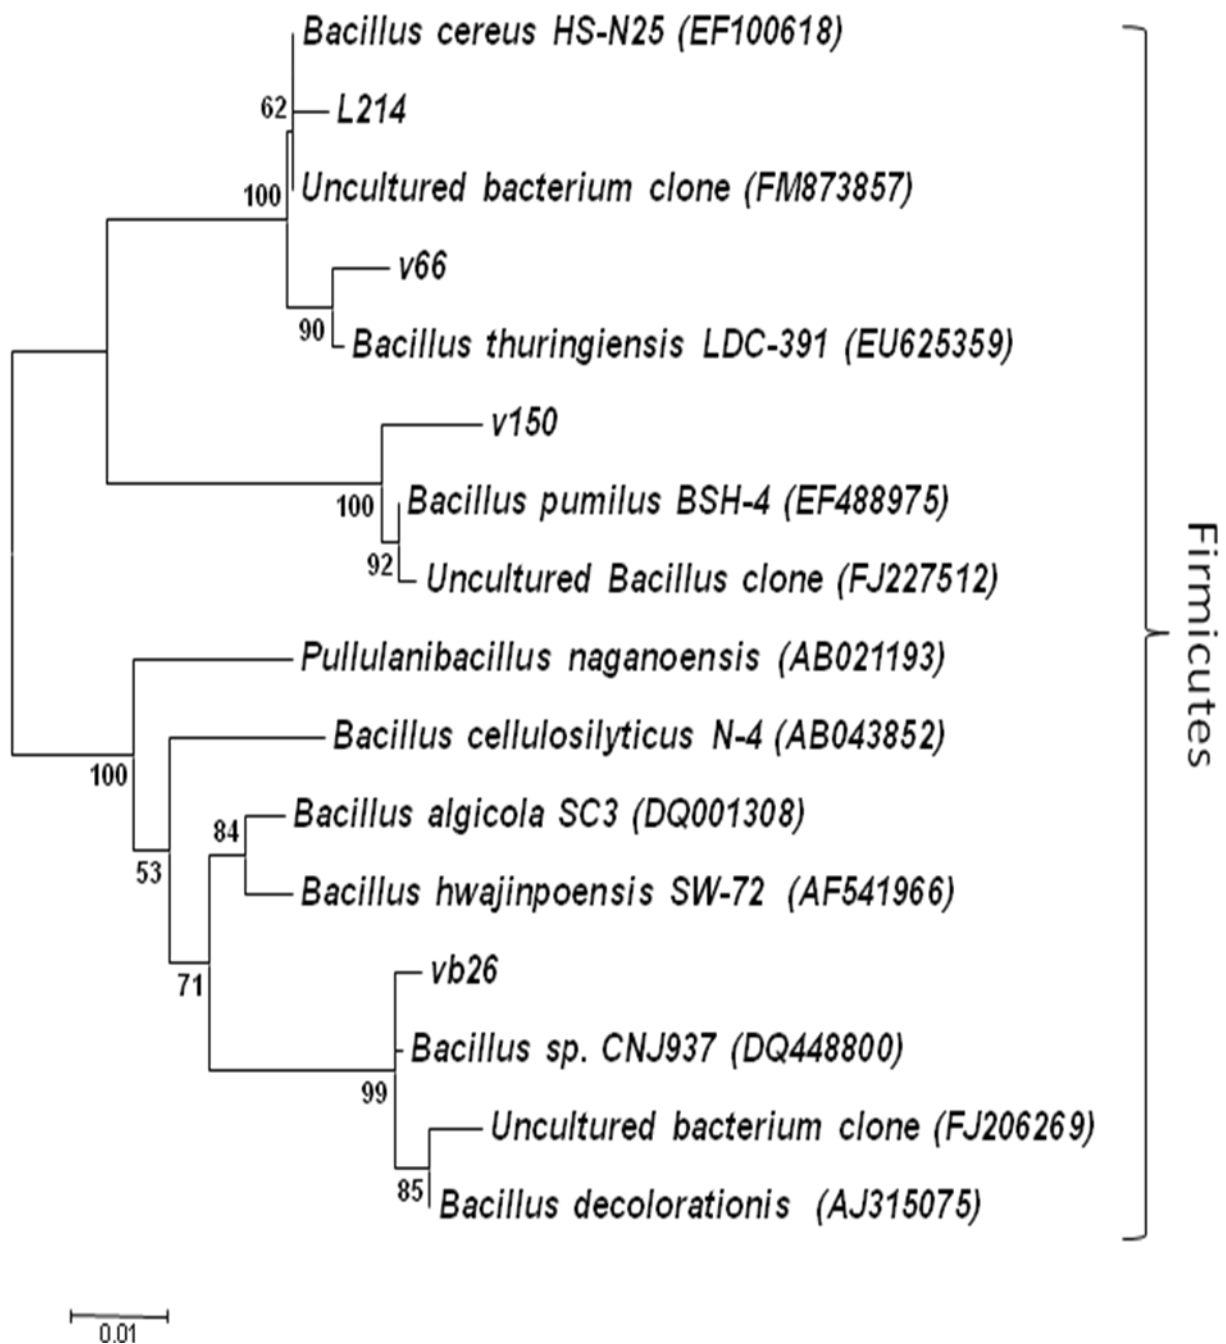 Bacillus cereus HS-N25 (EF100618)
62
L214
100
Uncultured bacterium clone (FM873857)
v66
90
Bacillus thuringiensis LDC-391 (EU625359)
v150
100
Bacillus pumilus BSH-4 (EF488975)
92
Uncultured Bacillus clone (FJ227512)
Firmicutes
Pullulanibacillus naganoensis (AB021193)
Bacillus cellulosilyticus N-4 (AB043852)
100
Bacillus algicola SC3 (DQ001308)
84
53
Bacillus hwajinpoensis SW-72 (AF541966)
vb26
71
Bacillus sp. CNJ937 (DQ448800)
99
Uncultured bacterium clone (FJ206269)
85
Bacillus decolorationis (AJ315075)
0.01